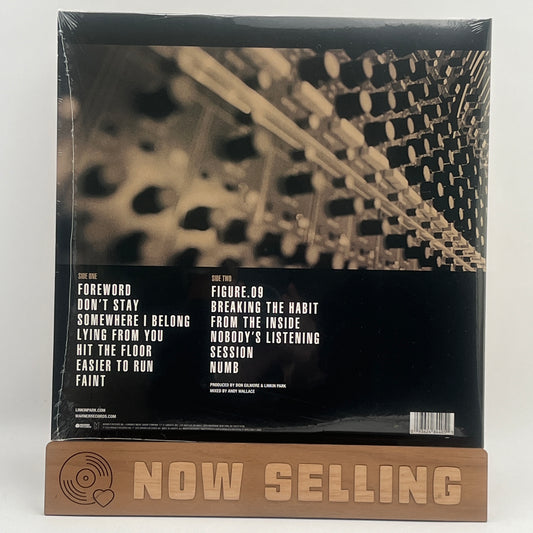 SIDE ONE
FOREWORD
DON'T STAY
SOMEWHERE I BELONG
LYING FROM YOU
HIT THE FLOOR
EASIER TO RUN
FAINT
SIDE TWO
FIGURE.09
BREAKING THE HABIT
FROM THE INSIDE
NOBODY'S LISTENING
SESSION
NUMB
PRODUCED BY DON GILMORE & LINKIN PARK
MIXED BY ANDY WALLACE
LINKINPARK.COM
WARNERRECORDS.COM
NOW SELLING